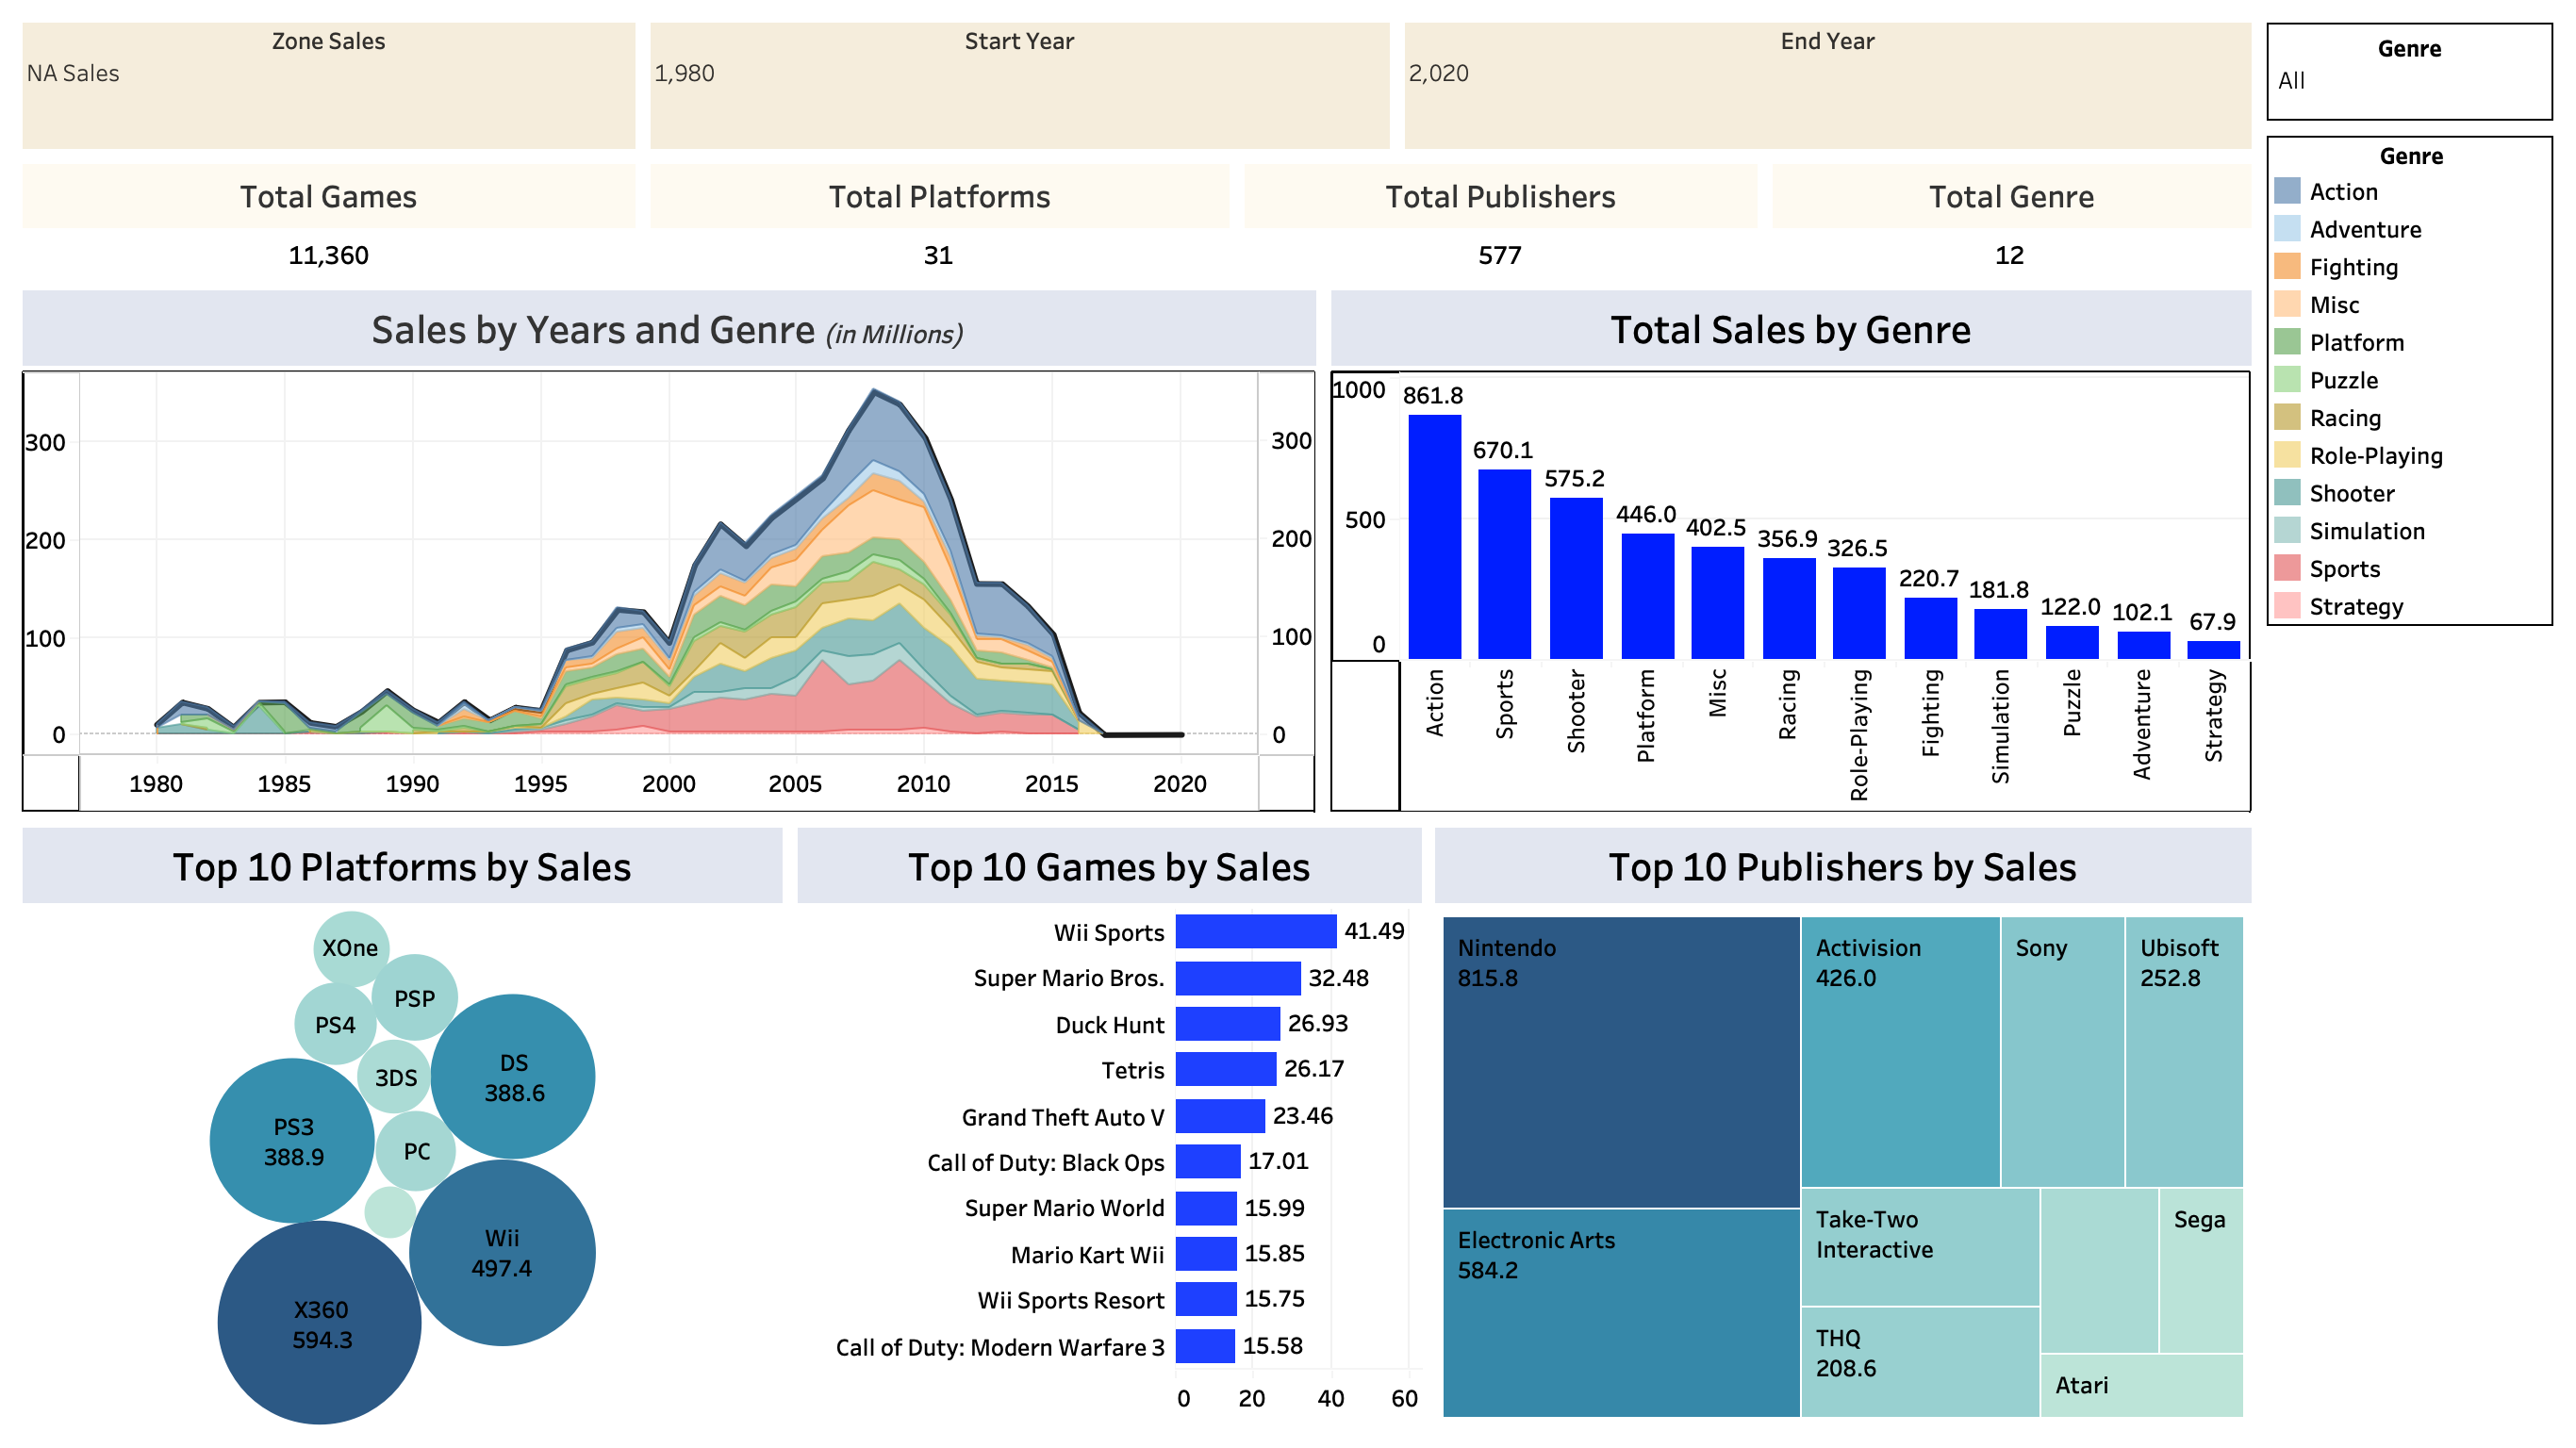 Zone Sales
NA Sales
Start Year
1,980
End Year
2,020
Genre
All
Total Games
11,360
Total Platforms
31
Total Publishers
577
Total Genre
12
Genre
Action
Adventure
Fighting
Misc
Platform
Puzzle
Racing
Role-Playing
Shooter
Simulation
Sports
Strategy
Sales by Years and Genre (in Millions)
300
200
100
0
300
200
100
0
1980 1985 1990 1995 2000 2005 2010 2015 2020
Total Sales by Genre
1000
500
0
861.8
670.1
575.2
446.0
402.5
356.9
326.5
220.7
181.8
122.0
102.1
67.9
Action
Sports
Shooter
Platform
Misc
Racing
Role-Playing
Fighting
Simulation
Puzzle
Adventure
Strategy
Top 10 Platforms by Sales
XOne
PSP
PS4
DS
388.6
3DS
PS3
388.9
PC
Wii
497.4
X360
594.3
Top 10 Games by Sales
Wii Sports 41.49
Super Mario Bros. 32.48
Duck Hunt 26.93
Tetris 26.17
Grand Theft Auto V 23.46
Call of Duty: Black Ops 17.01
Super Mario World 15.99
Mario Kart Wii 15.85
Wii Sports Resort 15.75
Call of Duty: Modern Warfare 3 15.58
0 20 40 60
Top 10 Publishers by Sales
Nintendo
815.8
Activision
426.0
Sony
Ubisoft
252.8
Electronic Arts
584.2
Take-Two
Interactive
THQ
208.6
Sega
Atari